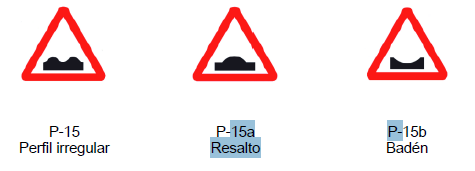 P-15
Perfil irregular
P-15a
Resalto
P-15b
Badén